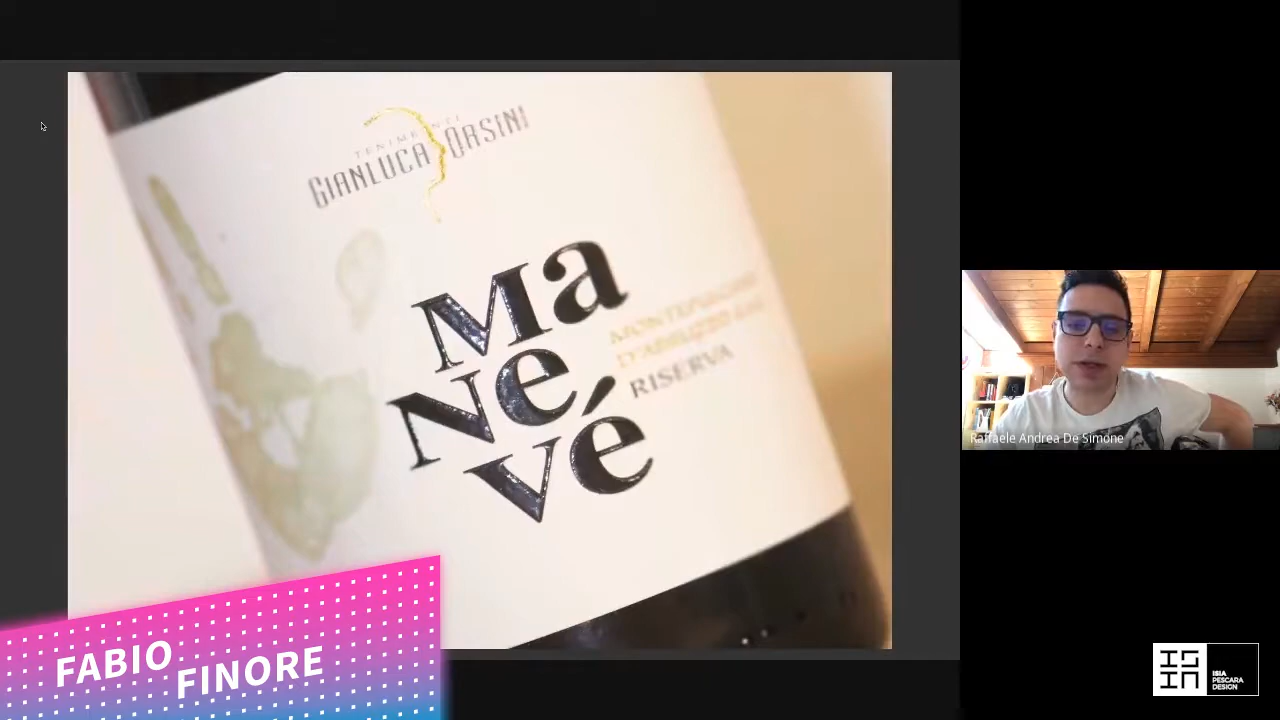 TENIMENTI
GIANLUCA ORSINI
Ma
Ne
vé
MONTEPULCIANO
D'ABRUZZO
RISERVA
FABIO
FINORE
Raffaele Andrea De Simone
ISIA
PESCARA
DESIGN